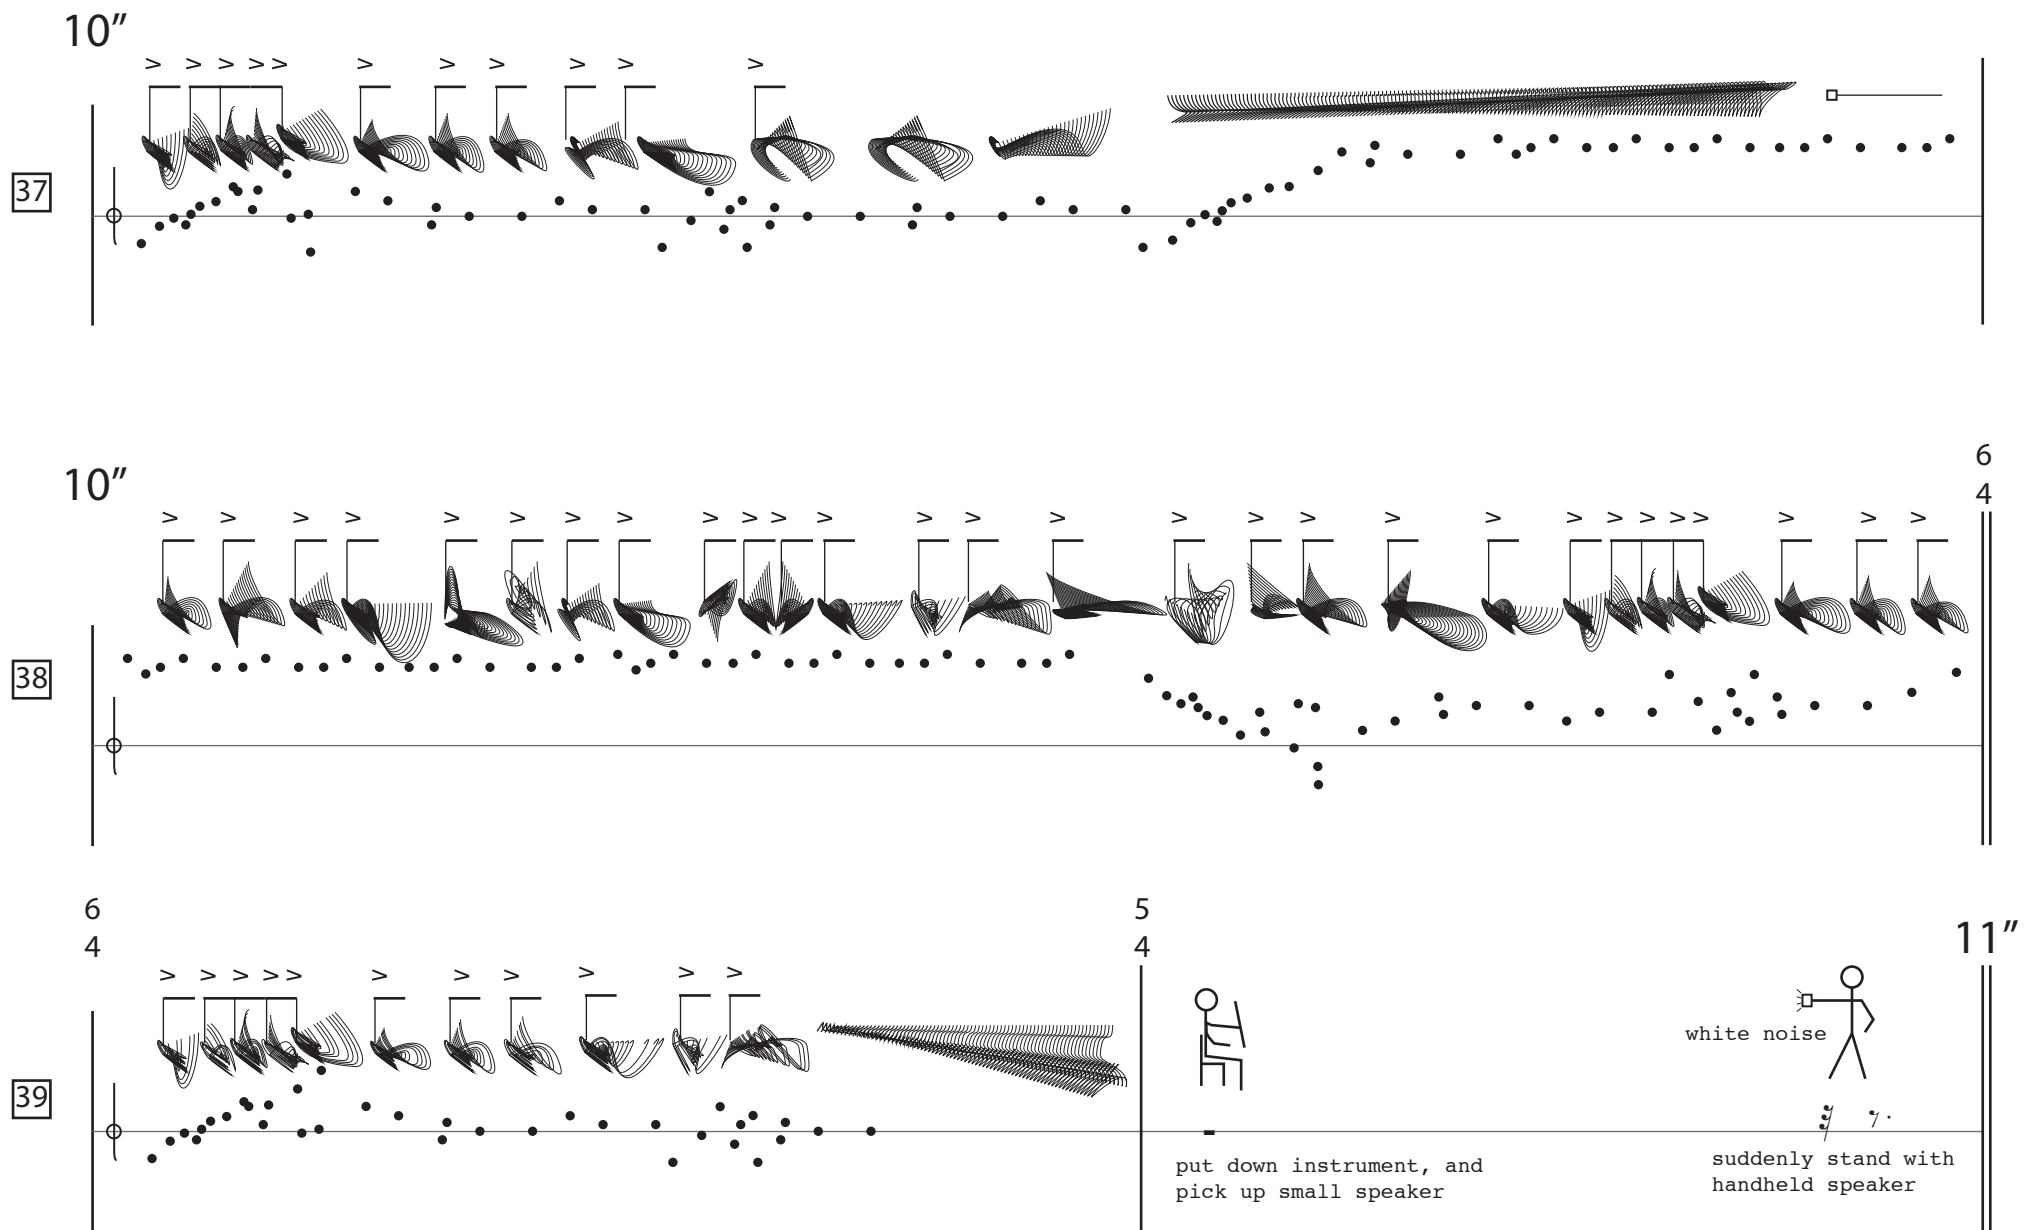 10″
> > > > > > > > > > >
37
10″
6
4
> > > > > > > > > > > > > > > > > > > > > > > > > > > >
38
6
4
5
4
11″
> > > > > > > > > > >
39
white noise
put down instrument, and
pick up small speaker
suddenly stand with
handheld speaker